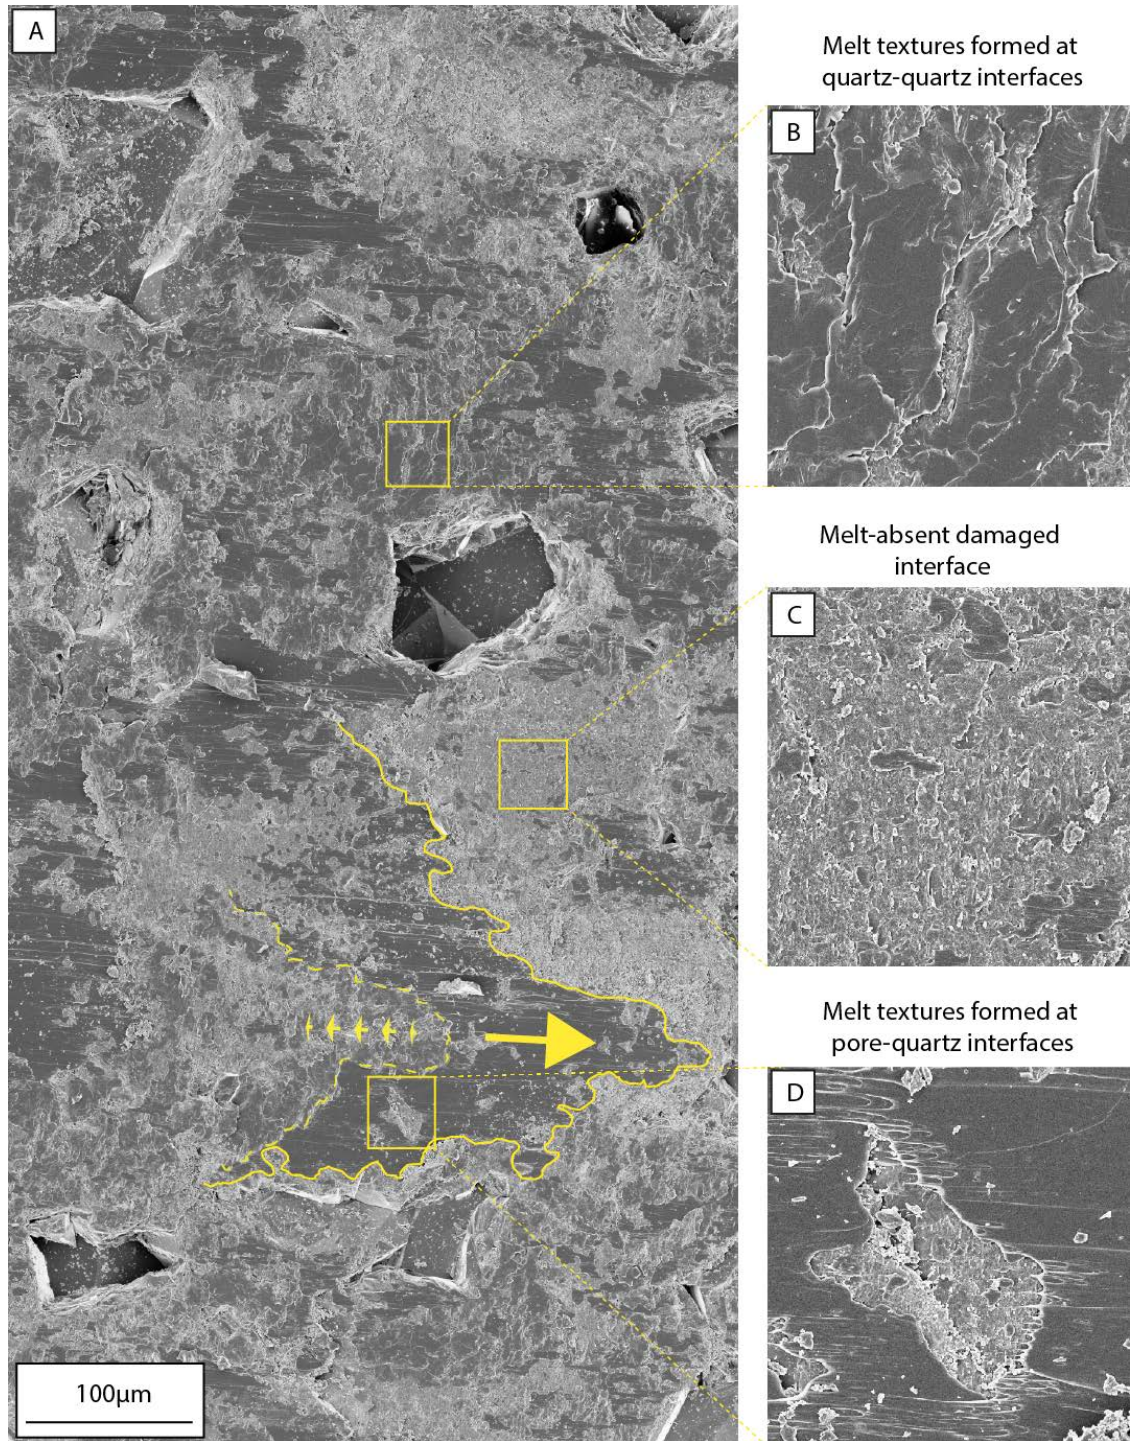 A
Melt textures formed at
quartz-quartz interfaces
B
Melt-absent damaged
interface
C
Melt textures formed at
pore-quartz interfaces
D
100μm